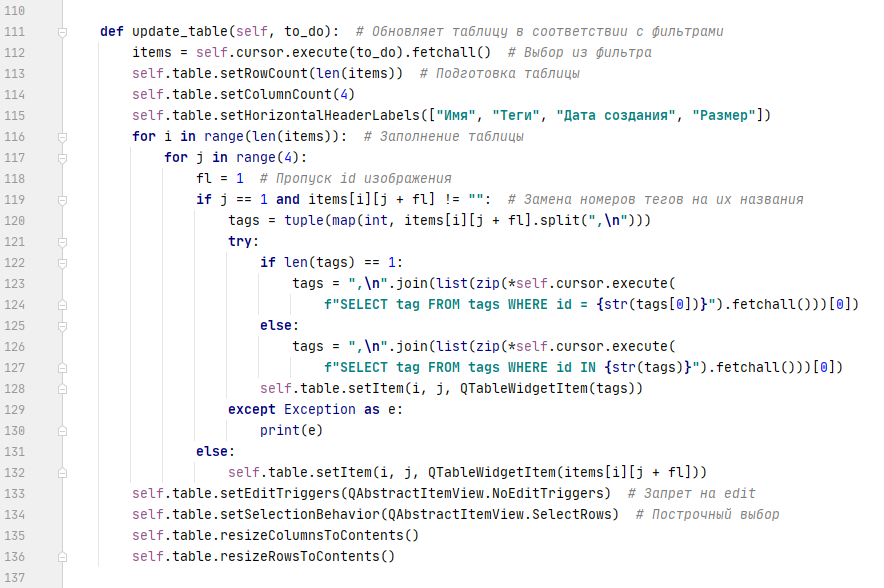 110
111 def update_table(self, to_do):  # Обновляет таблицу в соответствии с фильтрами
112 items = self.cursor.execute(to_do).fetchall()  # Выбор из фильтра
113 self.table.setRowCount(len(items))  # Подготовка таблицы
114 self.table.setColumnCount(4)
115 self.table.setHorizontalHeaderLabels(["Имя", "Теги", "Дата создания", "Размер"])
116 for i in range(len(items)):  # Заполнение таблицы
117 for j in range(4):
118 fl = 1  # Пропуск id изображения
119 if j == 1 and items[i][j + fl] != "":  # Замена номеров тегов на их названия
120 tags = tuple(map(int, items[i][j + fl].split(",\n")))
121 try:
122 if len(tags) == 1:
123 tags = ",\n".join(list(zip(*self.cursor.execute(
124 f"SELECT tag FROM tags WHERE id = {str(tags[0])}").fetchall()))[0])
125 else:
126 tags = ",\n".join(list(zip(*self.cursor.execute(
127 f"SELECT tag FROM tags WHERE id IN {str(tags)}").fetchall()))[0])
128 self.table.setItem(i, j, QTableWidgetItem(tags))
129 except Exception as e:
130 print(e)
131 else:
132 self.table.setItem(i, j, QTableWidgetItem(items[i][j + fl]))
133 self.table.setEditTriggers(QAbstractItemView.NoEditTriggers)  # Запрет на edit
134 self.table.setSelectionBehavior(QAbstractItemView.SelectRows)  # Построчный выбор
135 self.table.resizeColumnsToContents()
136 self.table.resizeRowsToContents()
137